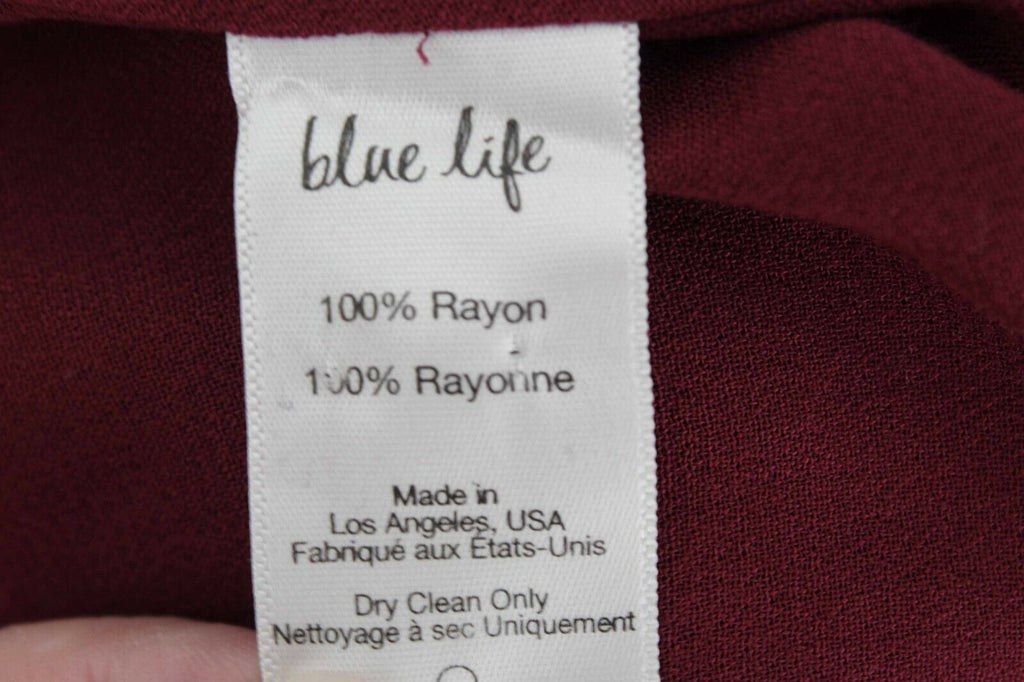 blue life
100% Rayon
100% Rayonne
Made in
Los Angeles, USA
Fabriqué aux États-Unis
Dry Clean Only
Nettoyage à sec Uniquement